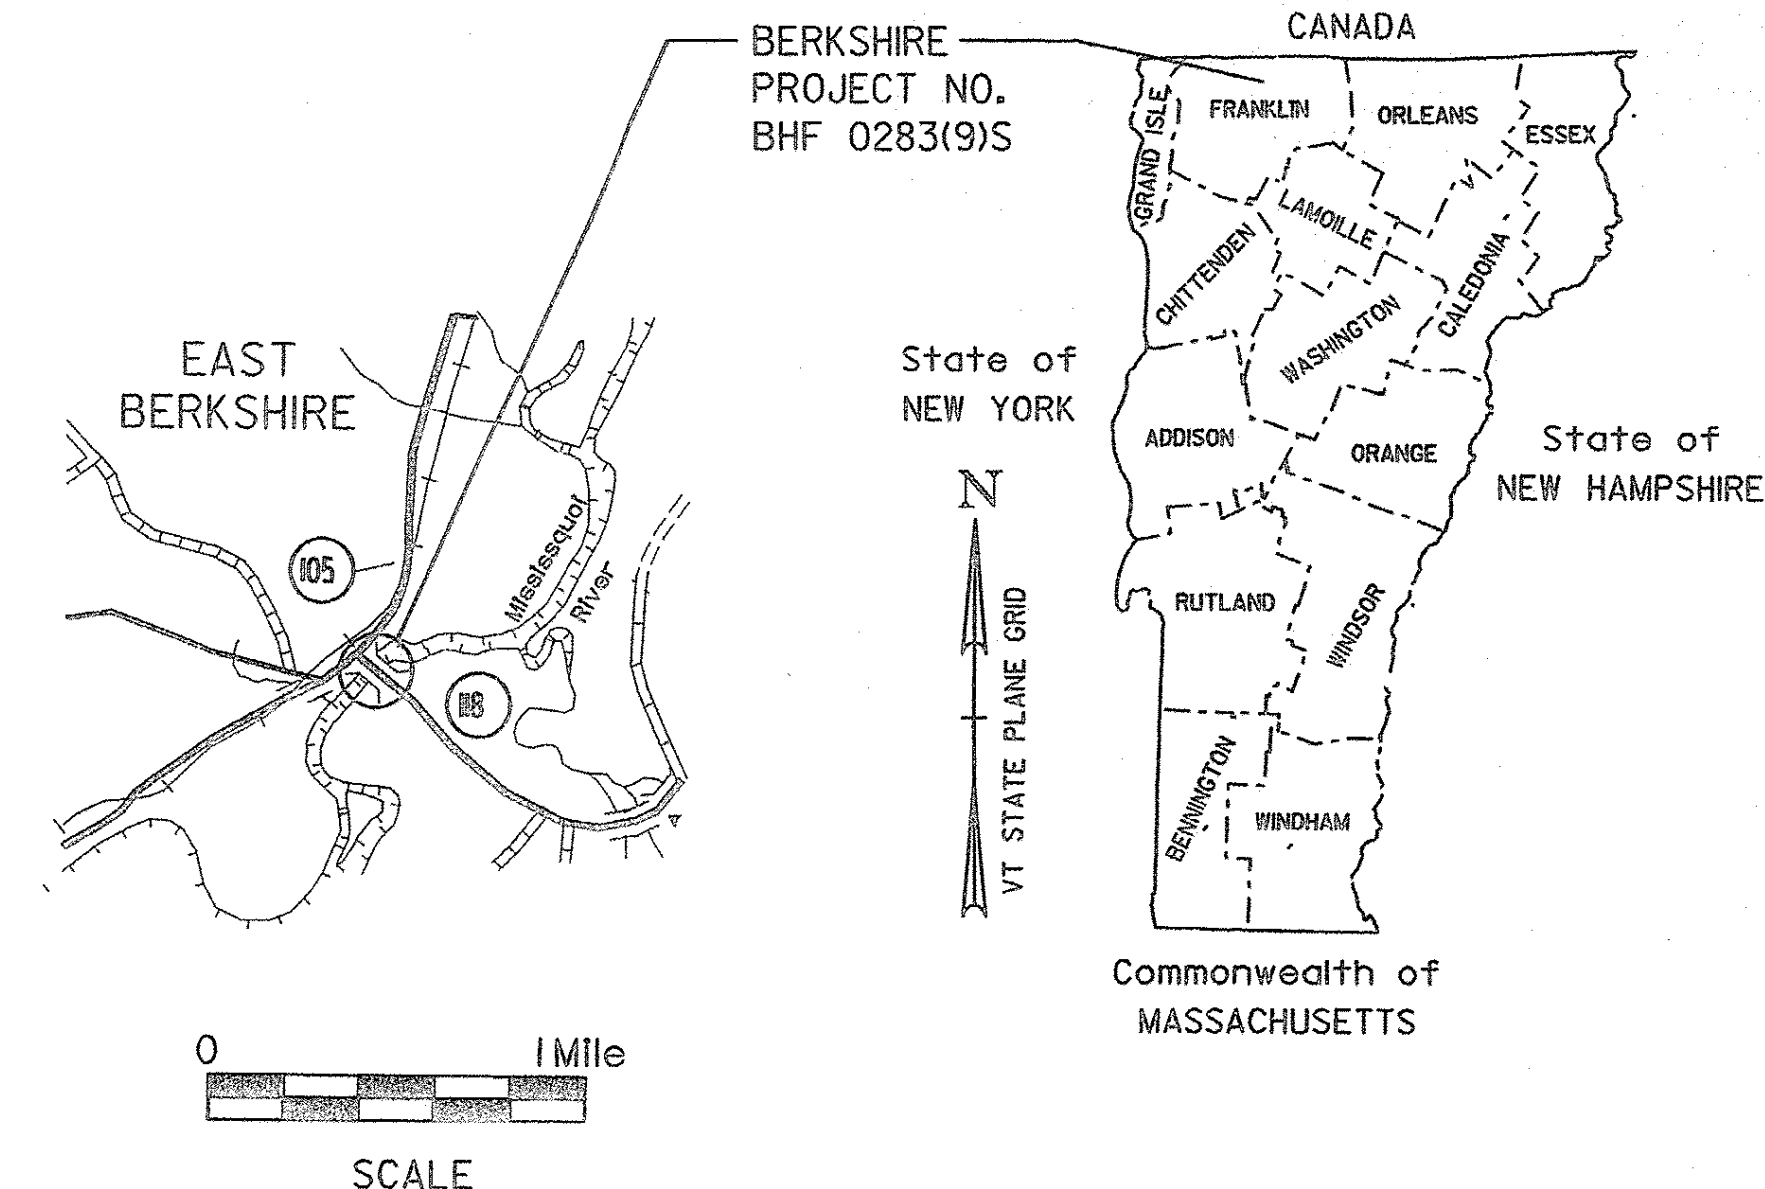 BERKSHIRE
PROJECT NO.
BHF 0283(9)S
EAST
BERKSHIRE
105
118
Mississquoi
River
0
1 Mile
SCALE
CANADA
GRAND ISLE
FRANKLIN
ORLEANS
ESSEX
LAMOILLE
CHITTENDEN
CALEDONIA
WASHINGTON
State of
NEW YORK
ADDISON
ORANGE
State of
NEW HAMPSHIRE
N
VT STATE PLANE GRID
RUTLAND
WINDSOR
BENNINGTON
WINDHAM
Commonwealth of
MASSACHUSETTS